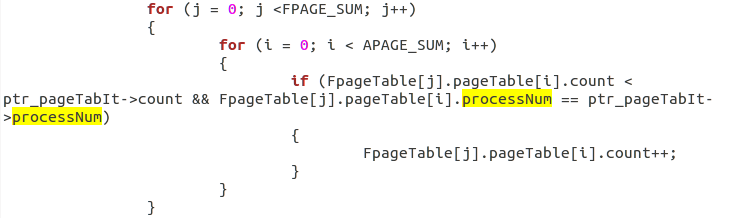 for (j = 0; j <FPAGE_SUM; j++)
{
for (i = 0; i < APAGE_SUM; i++)
{
if (FpageTable[j].pageTable[i].count <
ptr_pageTabIt->count && FpageTable[j].pageTable[i].processNum == ptr_pageTabIt-
>processNum)
{
FpageTable[j].pageTable[i].count++;
}
}
}